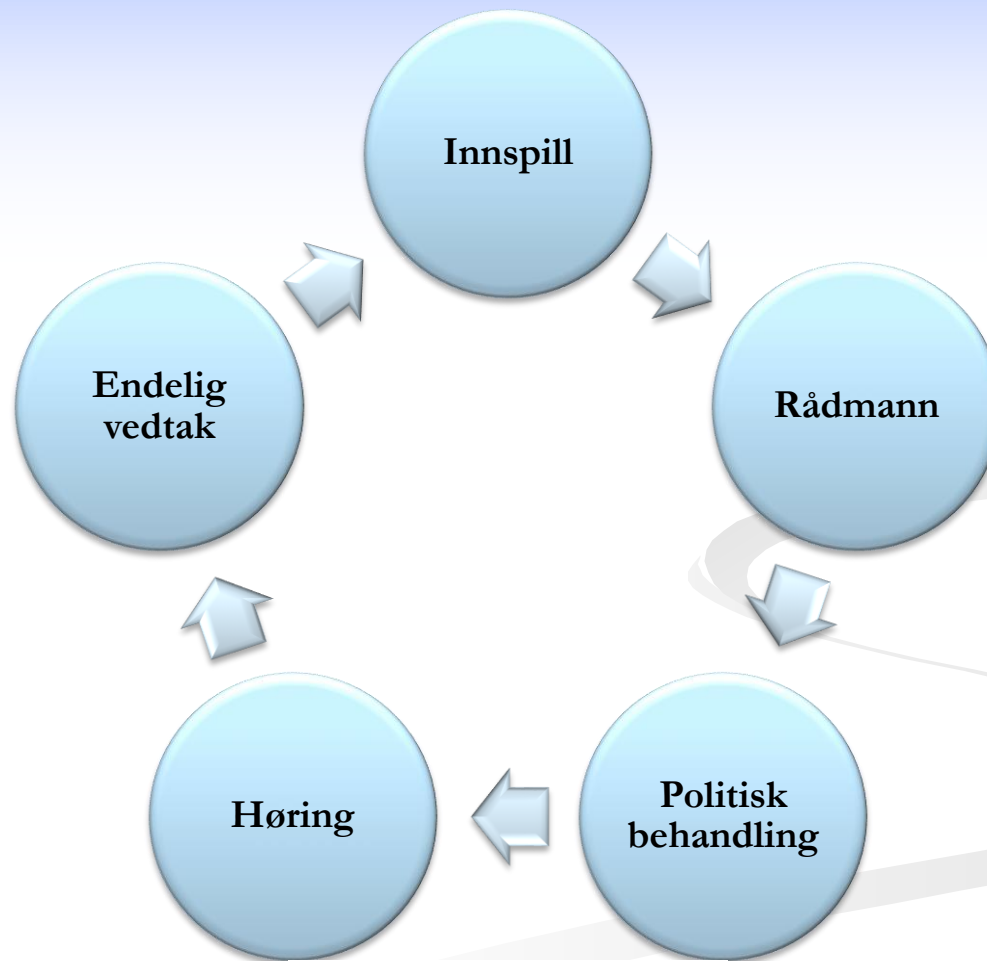 Innspill
Rådmann
Politisk
behandling
Høring
Endelig
vedtak